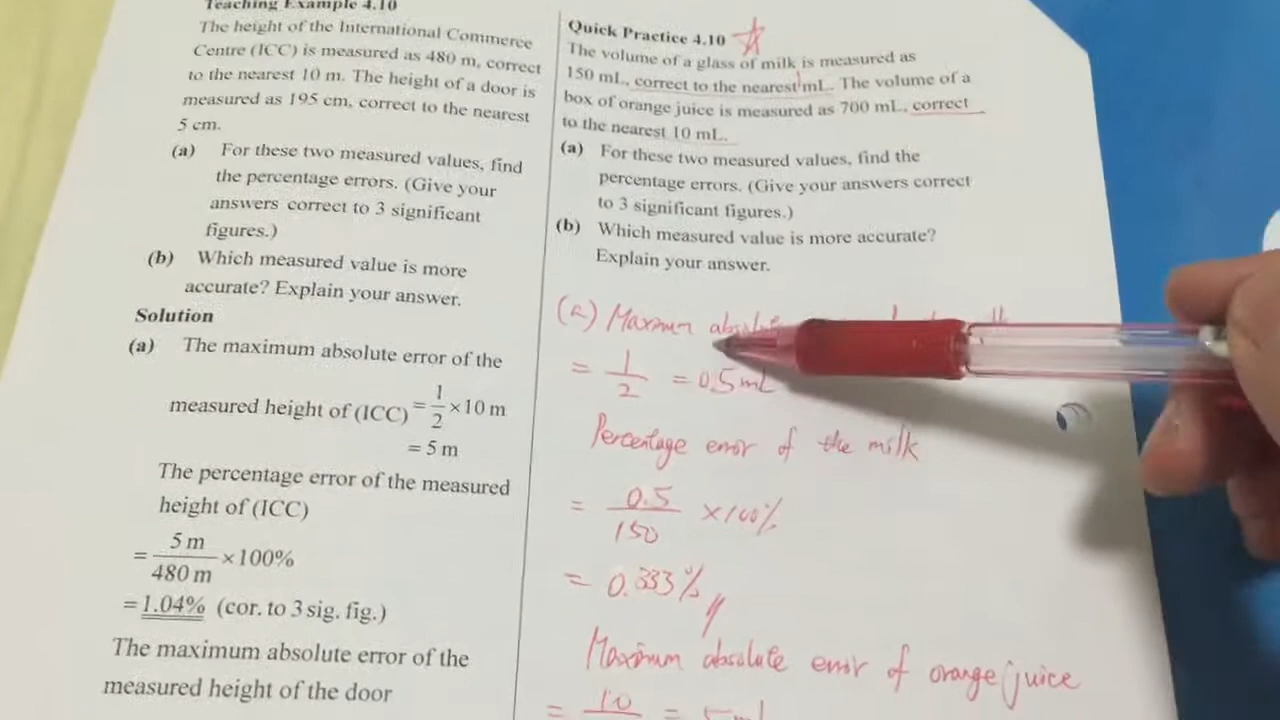 Teaching Example 4.10
The height of the International Commerce
Centre (ICC) is measured as 480 m, correct
to the nearest 10 m. The height of a door is
measured as 195 cm, correct to the nearest
5 cm.
(a) For these two measured values, find
the percentage errors. (Give your
answers correct to 3 significant
figures.)
(b) Which measured value is more
accurate? Explain your answer.
Solution
(a) The maximum absolute error of the
measured height of (ICC) = 1/2 × 10 m
= 5 m
The percentage error of the measured
height of (ICC)
= 5 m / 480 m × 100%
= 1.04% (cor. to 3 sig. fig.)
The maximum absolute error of the
measured height of the door
Quick Practice 4.10
The volume of a glass of milk is measured as
150 mL, correct to the nearest 1 mL. The volume of a
box of orange juice is measured as 700 mL, correct
to the nearest 10 mL.
(a) For these two measured values, find the
percentage errors. (Give your answers correct
to 3 significant figures.)
(b) Which measured value is more accurate?
Explain your answer.
(a) Maximum absolute
= 1/2 = 0.5 mL
Percentage error of the milk
= 0.5/150 × 100%
= 0.333%
Maximum absolute error of orange juice
= 10 = 5 mL